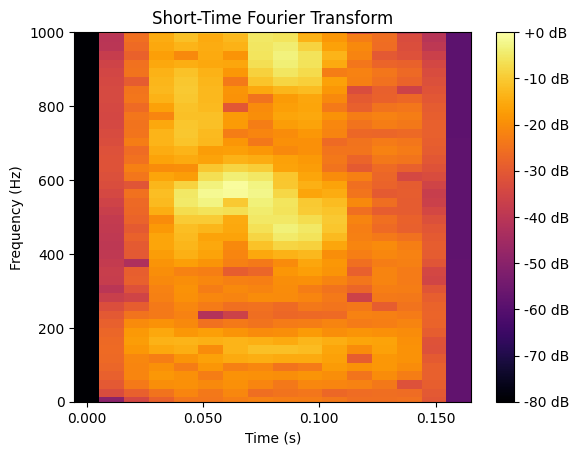 Short-Time Fourier Transform
1000
800
600
400
200
0
Frequency (Hz)
0.000
0.050
0.100
0.150
Time (s)
+0 dB
-10 dB
-20 dB
-30 dB
-40 dB
-50 dB
-60 dB
-70 dB
-80 dB